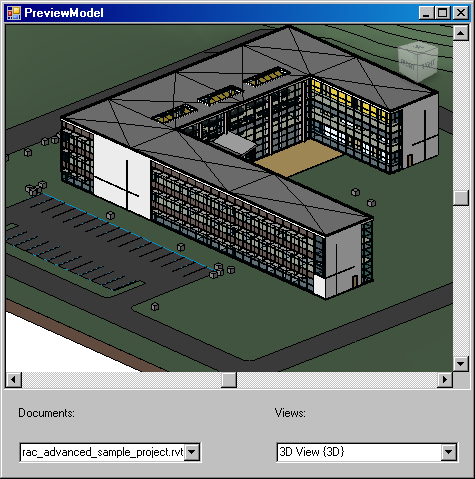 PreviewModel
Documents:
Views:
rac_advanced_sample_project.rvt
3D View {3D}